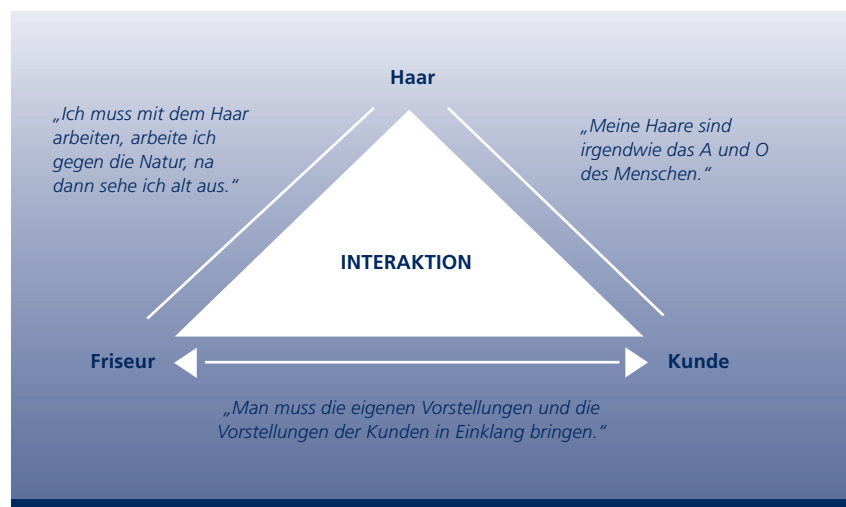 Haar
„Ich muss mit dem Haar
arbeiten, arbeite ich
gegen die Natur, na
dann sehe ich alt aus.“
„Meine Haare sind
irgendwie das A und O
des Menschen.“
INTERAKTION
Friseur
Kunde
„Man muss die eigenen Vorstellungen und die
Vorstellungen der Kunden in Einklang bringen.“